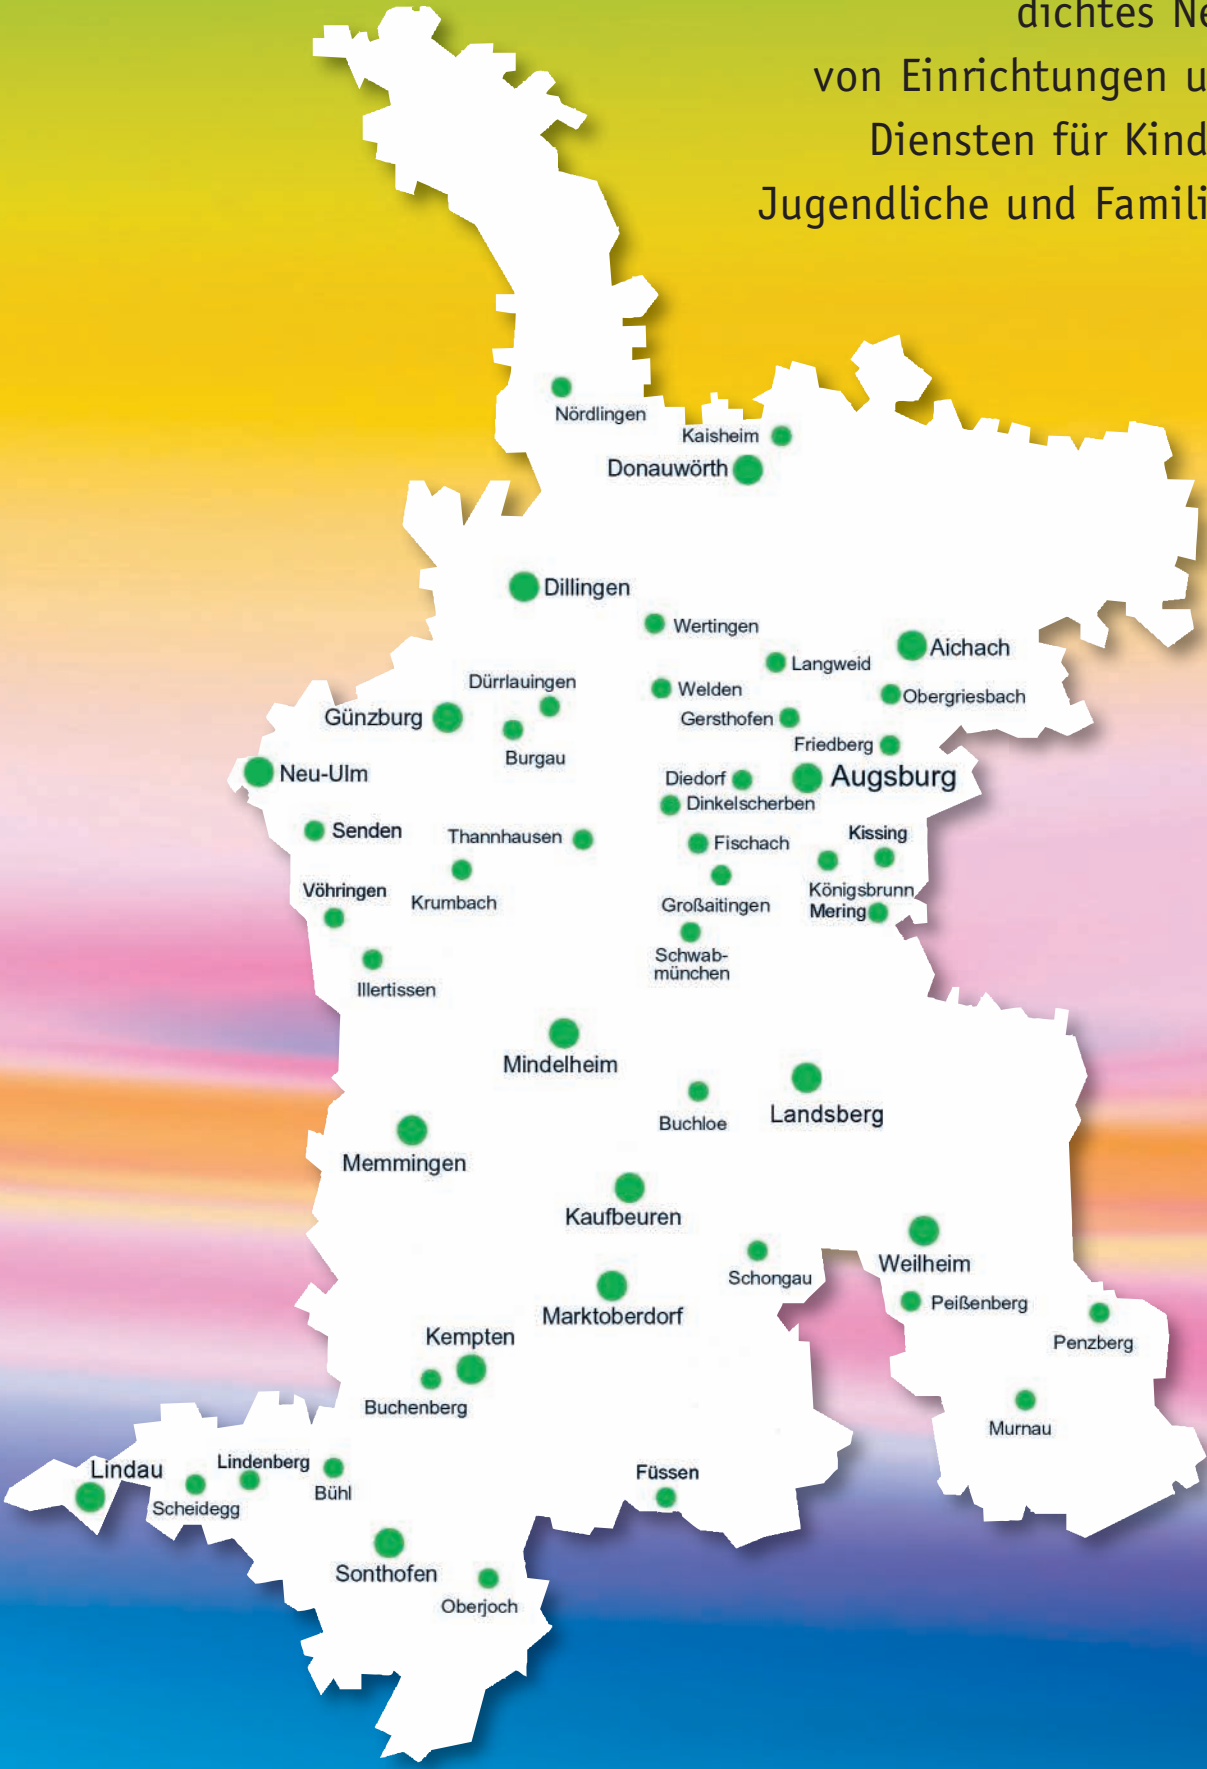 dichtes
von Einrichtungen
Diensten für
Jugendliche und
Nördlingen
Kaisheim
Donauwörth
Dillingen
Wertingen
Aichach
Langweid
Dürrlauingen
Welden
Obergriesbach
Günzburg
Gersthofen
Friedberg
Burgau
Neu-Ulm
Diedorf
Augsburg
Dinkelscherben
Senden
Thannhausen
Kissing
Fischach
Vöhringen
Königsbrunn
Krumbach
Großaitingen
Mering
Schwab-
münchen
Illertissen
Mindelheim
Landsberg
Buchloe
Memmingen
Kaufbeuren
Weilheim
Schongau
Peißenberg
Marktoberdorf
Kempten
Penzberg
Buchenberg
Murnau
Lindenberg
Lindau
Füssen
Bühl
Scheidegg
Sonthofen
Oberjoch